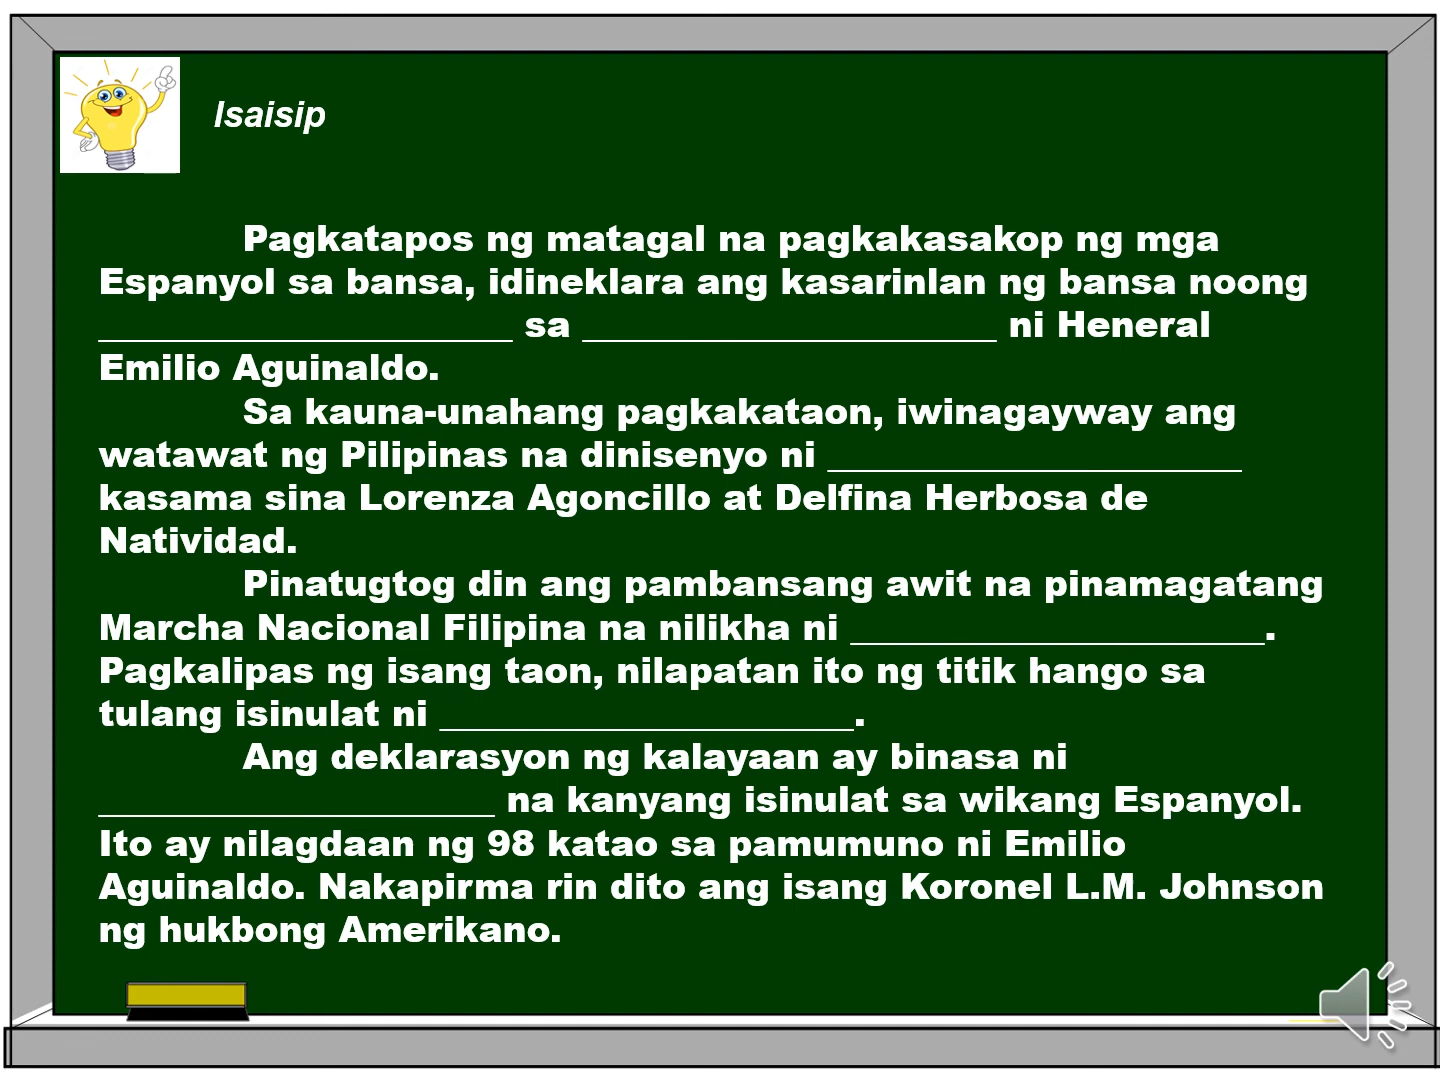 Isaisip
Pagkatapos ng matagal na pagkakasakop ng mga
Espanyol sa bansa, idineklara ang kasarinlan ng bansa noong
_______________________ sa _______________________ ni Heneral
Emilio Aguinaldo.
Sa kauna-unahang pagkakataon, iwinagayway ang
watawat ng Pilipinas na dinisenyo ni _______________________
kasama sina Lorenza Agoncillo at Delfina Herbosa de
Natividad.
Pinatugtog din ang pambansang awit na pinamagatang
Marcha Nacional Filipina na nilikha ni _______________________.
Pagkalipas ng isang taon, nilapatan ito ng titik hango sa
tulang isinulat ni _______________________.
Ang deklarasyon ng kalayaan ay binasa ni
______________________ na kanyang isinulat sa wikang Espanyol.
Ito ay nilagdaan ng 98 katao sa pamumuno ni Emilio
Aguinaldo. Nakapirma rin dito ang isang Koronel L.M. Johnson
ng hukbong Amerikano.